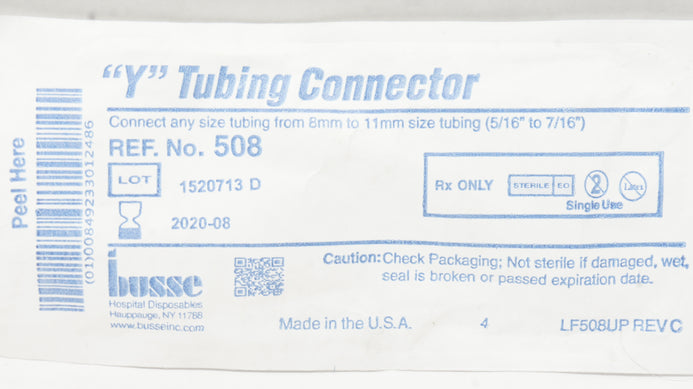 "Y" Tubing Connector
Connect any size tubing from 8mm to 11mm size tubing (5/16" to 7/16")
REF. No. 508
LOT 1520713 D
2020-08
Rx ONLY STERILE EO 2 Latex
Single Use
Peel Here
(01)00849233012486
busse
Hospital Disposables
Hauppauge, NY 11788
www.busseinc.com
Caution: Check Packaging; Not sterile if damaged, wet,
seal is broken or passed expiration date.
Made in the U.S.A. 4 LF508UP REV C